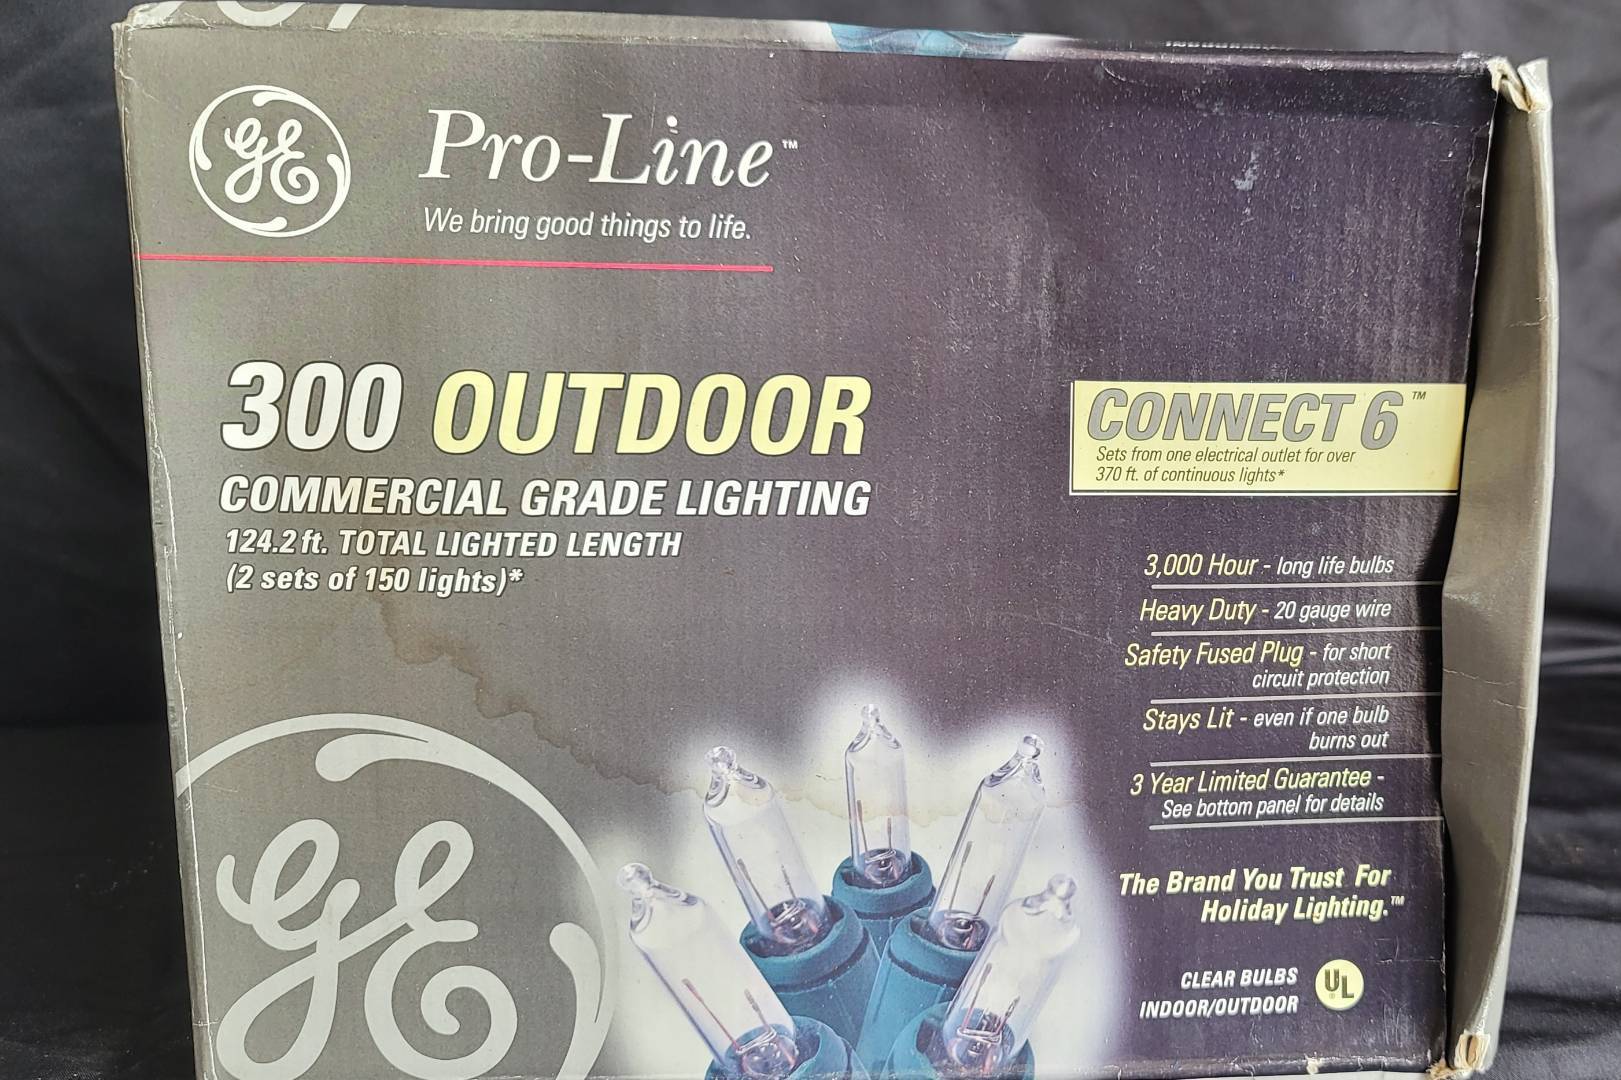 GE Pro-Line™
We bring good things to life.
300 OUTDOOR
COMMERCIAL GRADE LIGHTING
124.2 ft. TOTAL LIGHTED LENGTH
(2 sets of 150 lights)*
CONNECT 6™
Sets from one electrical outlet for over
370 ft. of continuous lights*
3,000 Hour - long life bulbs
Heavy Duty - 20 gauge wire
Safety Fused Plug - for short
circuit protection
Stays Lit - even if one bulb
burns out
3 Year Limited Guarantee -
See bottom panel for details
The Brand You Trust For
Holiday Lighting.™
CLEAR BULBS
INDOOR/OUTDOOR
UL
GE